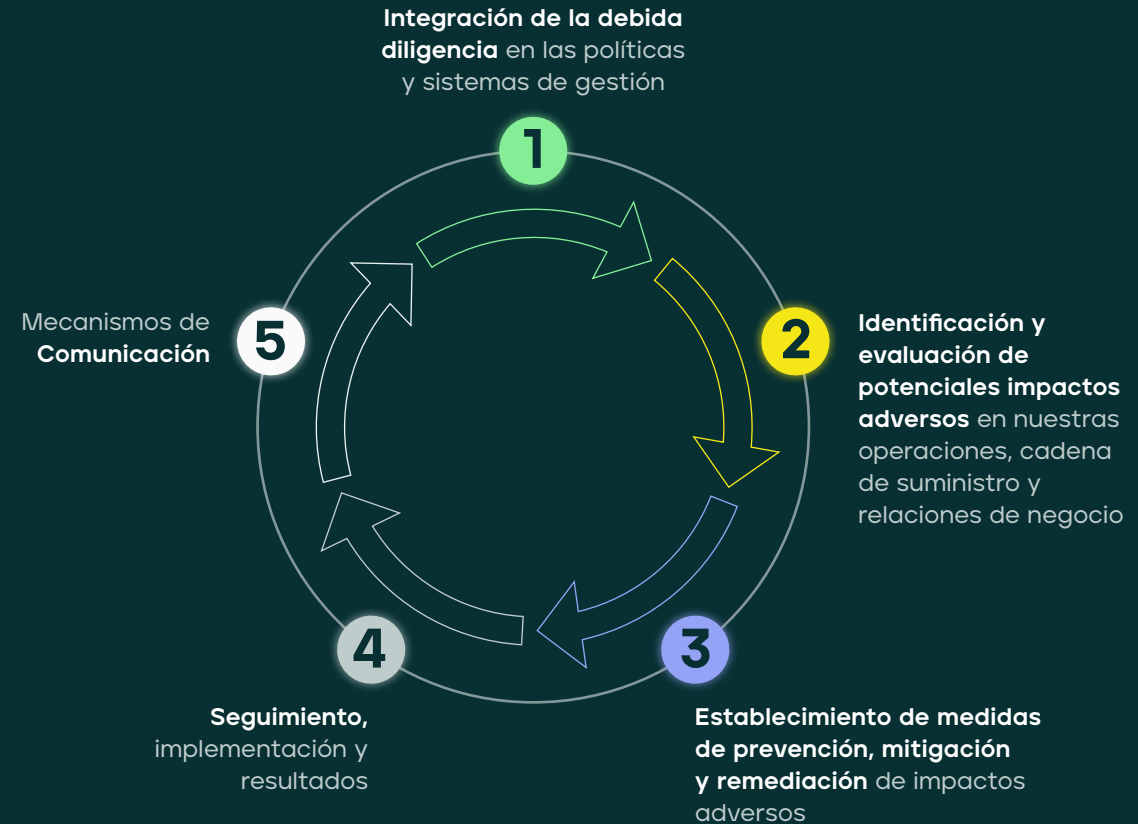 Integración de la debida
diligencia en las políticas
y sistemas de gestión
1
2
Identificación y
evaluación de
potenciales impactos
adversos en nuestras
operaciones, cadena
de suministro y
relaciones de negocio
3
Establecimiento de medidas
de prevención, mitigación
y remediación de impactos
adversos
4
Seguimiento,
implementación y
resultados
5
Mecanismos de
Comunicación